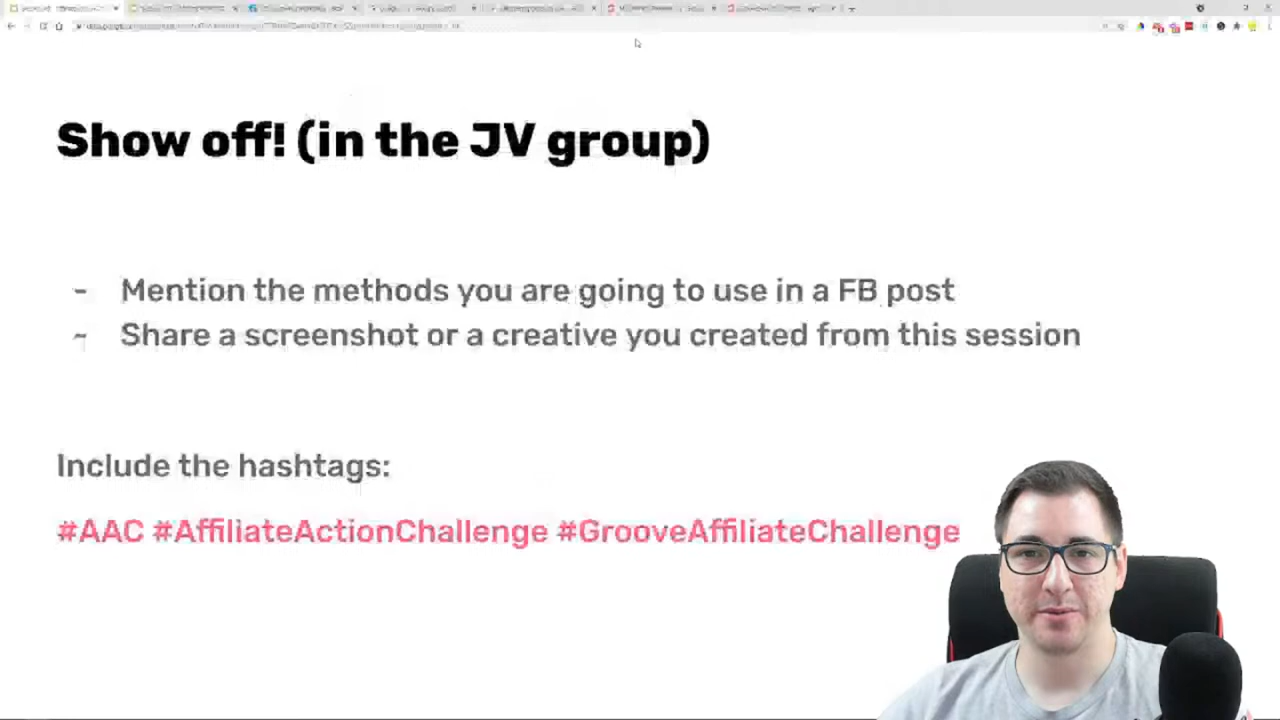 Show off! (in the JV group)
- Mention the methods you are going to use in a FB post
- Share a screenshot or a creative you created from this session
Include the hashtags:
#AAC #AffiliateActionChallenge #GrooveAffiliateChallenge